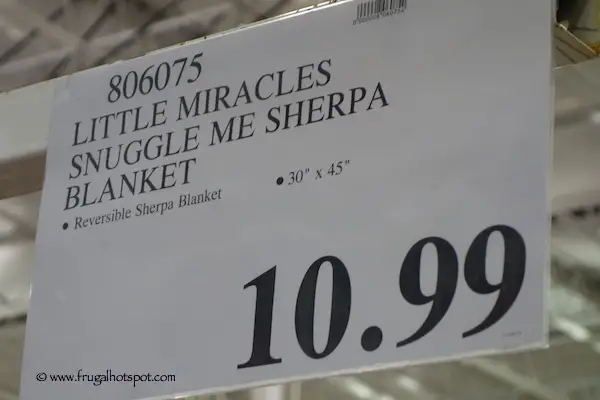 806075
LITTLE MIRACLES
SNUGGLE ME SHERPA
BLANKET
• Reversible Sherpa Blanket
• 30" x 45"
10.99
© www.frugalhotspot.com